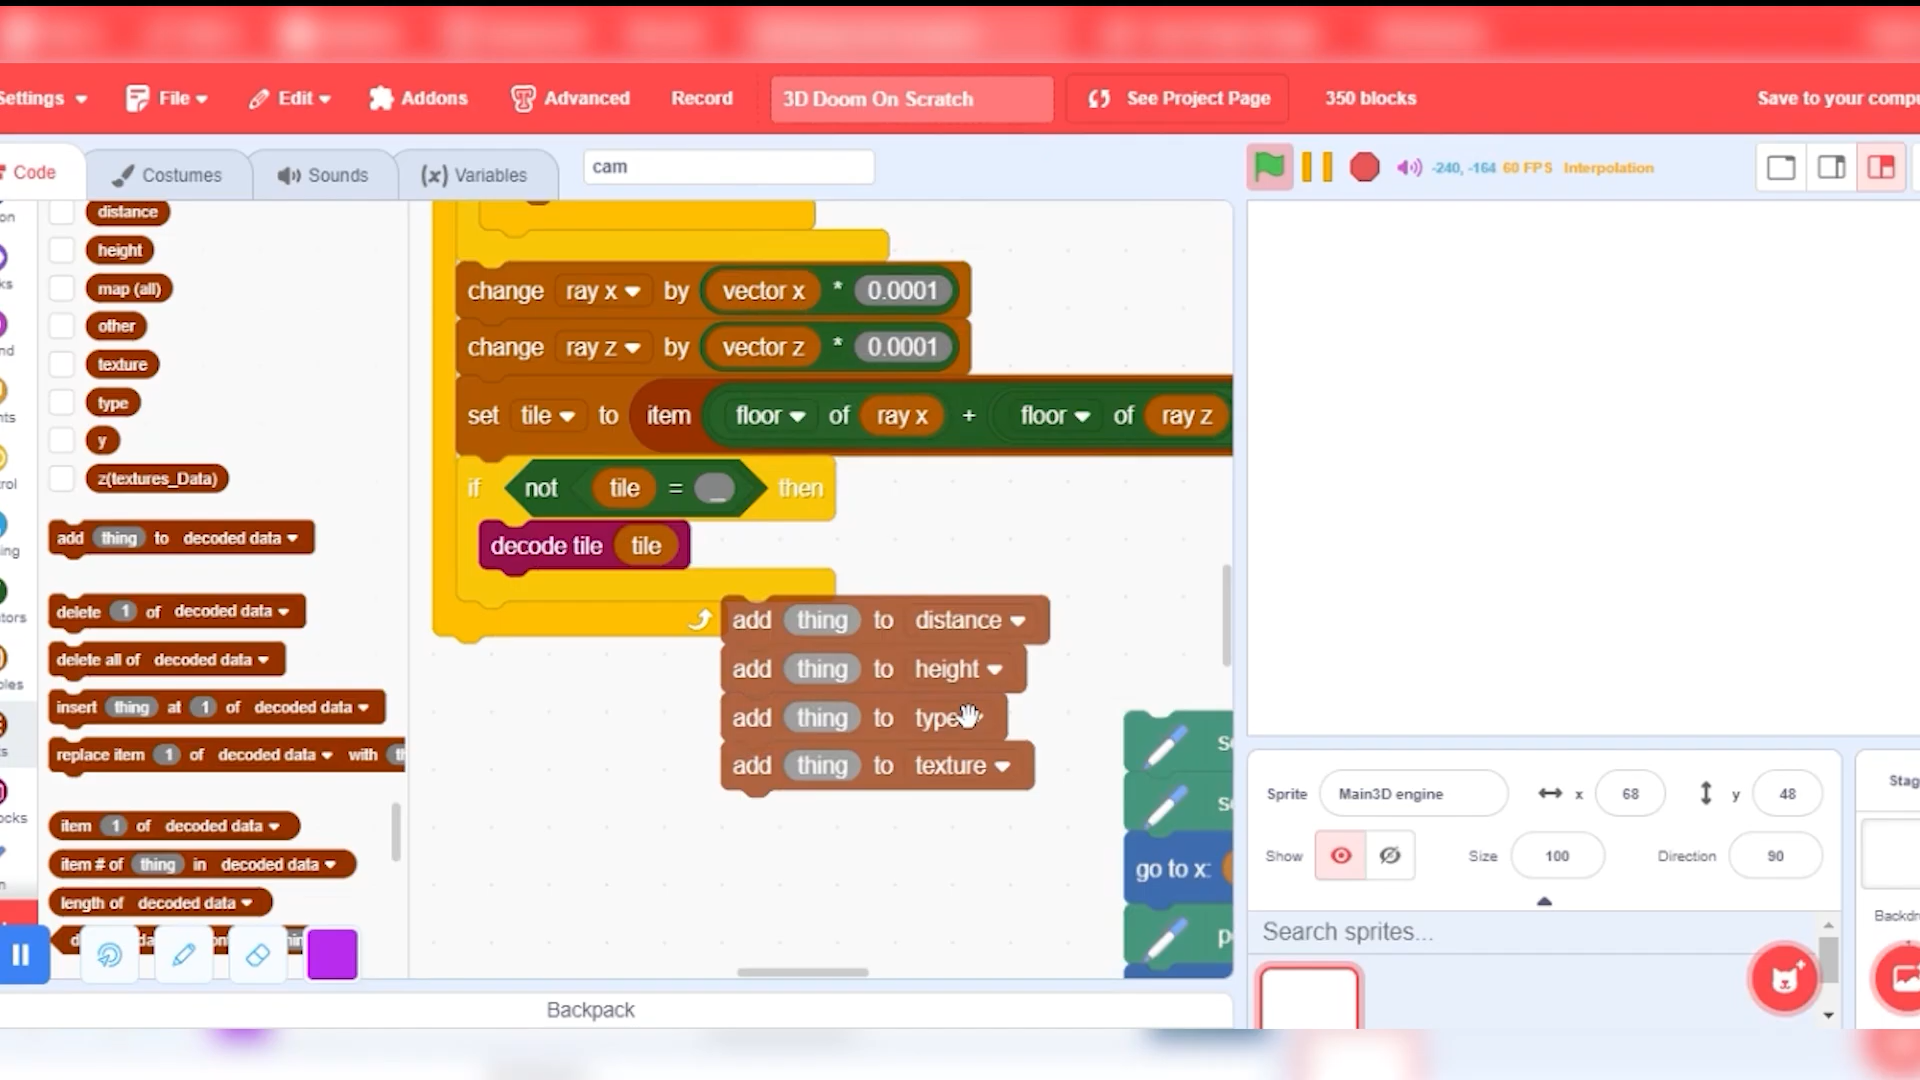 Settings File Edit Addons Advanced Record 3D Doom On Scratch See Project Page 350 blocks Save to your compu
Code Costumes Sounds (x) Variables cam -240, -164 60 FPS Interpolation
distance
height
map (all)
other
texture
type
y
z(textures_Data)
add thing to decoded data
delete 1 of decoded data
delete all of decoded data
insert thing at 1 of decoded data
replace item 1 of decoded data with
item 1 of decoded data
item # of thing in decoded data
length of decoded data
change ray x by vector x * 0.0001
change ray z by vector z * 0.0001
set tile to item floor of ray x + floor of ray z
if not tile = _ then
decode tile tile
add thing to distance
add thing to height
add thing to type
add thing to texture
go to x:
Sprite Main3D engine x 68 y 48
Show Size 100 Direction 90
Search sprites...
Stag
Backdr
Backpack